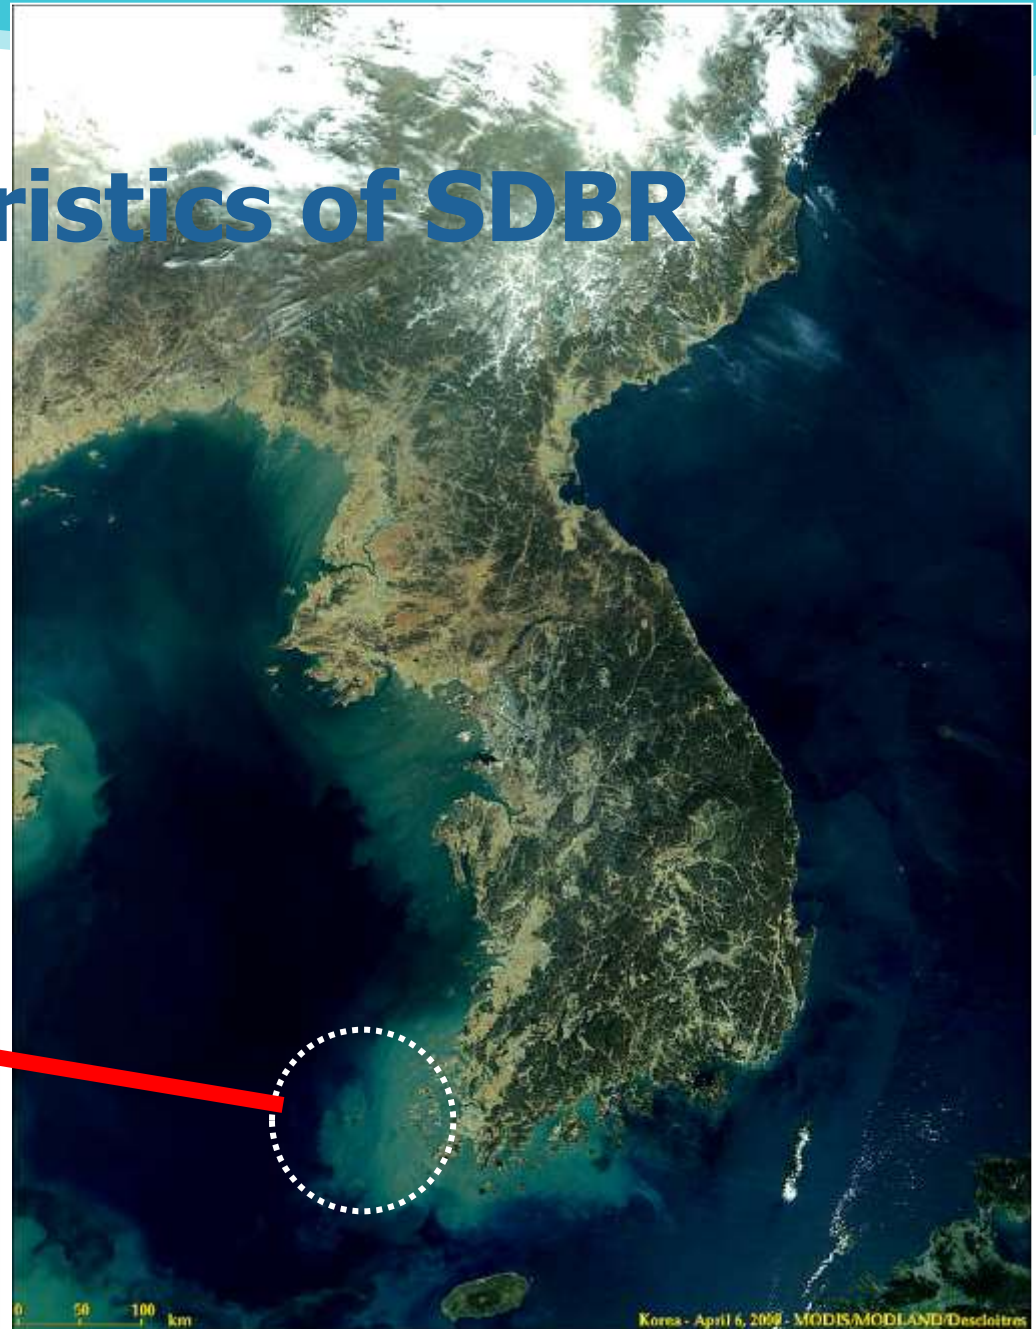 ristics of SDBR
0 50 100 km
Korea - April 6, 2000 - MODIS/MODLAND/Descloitres